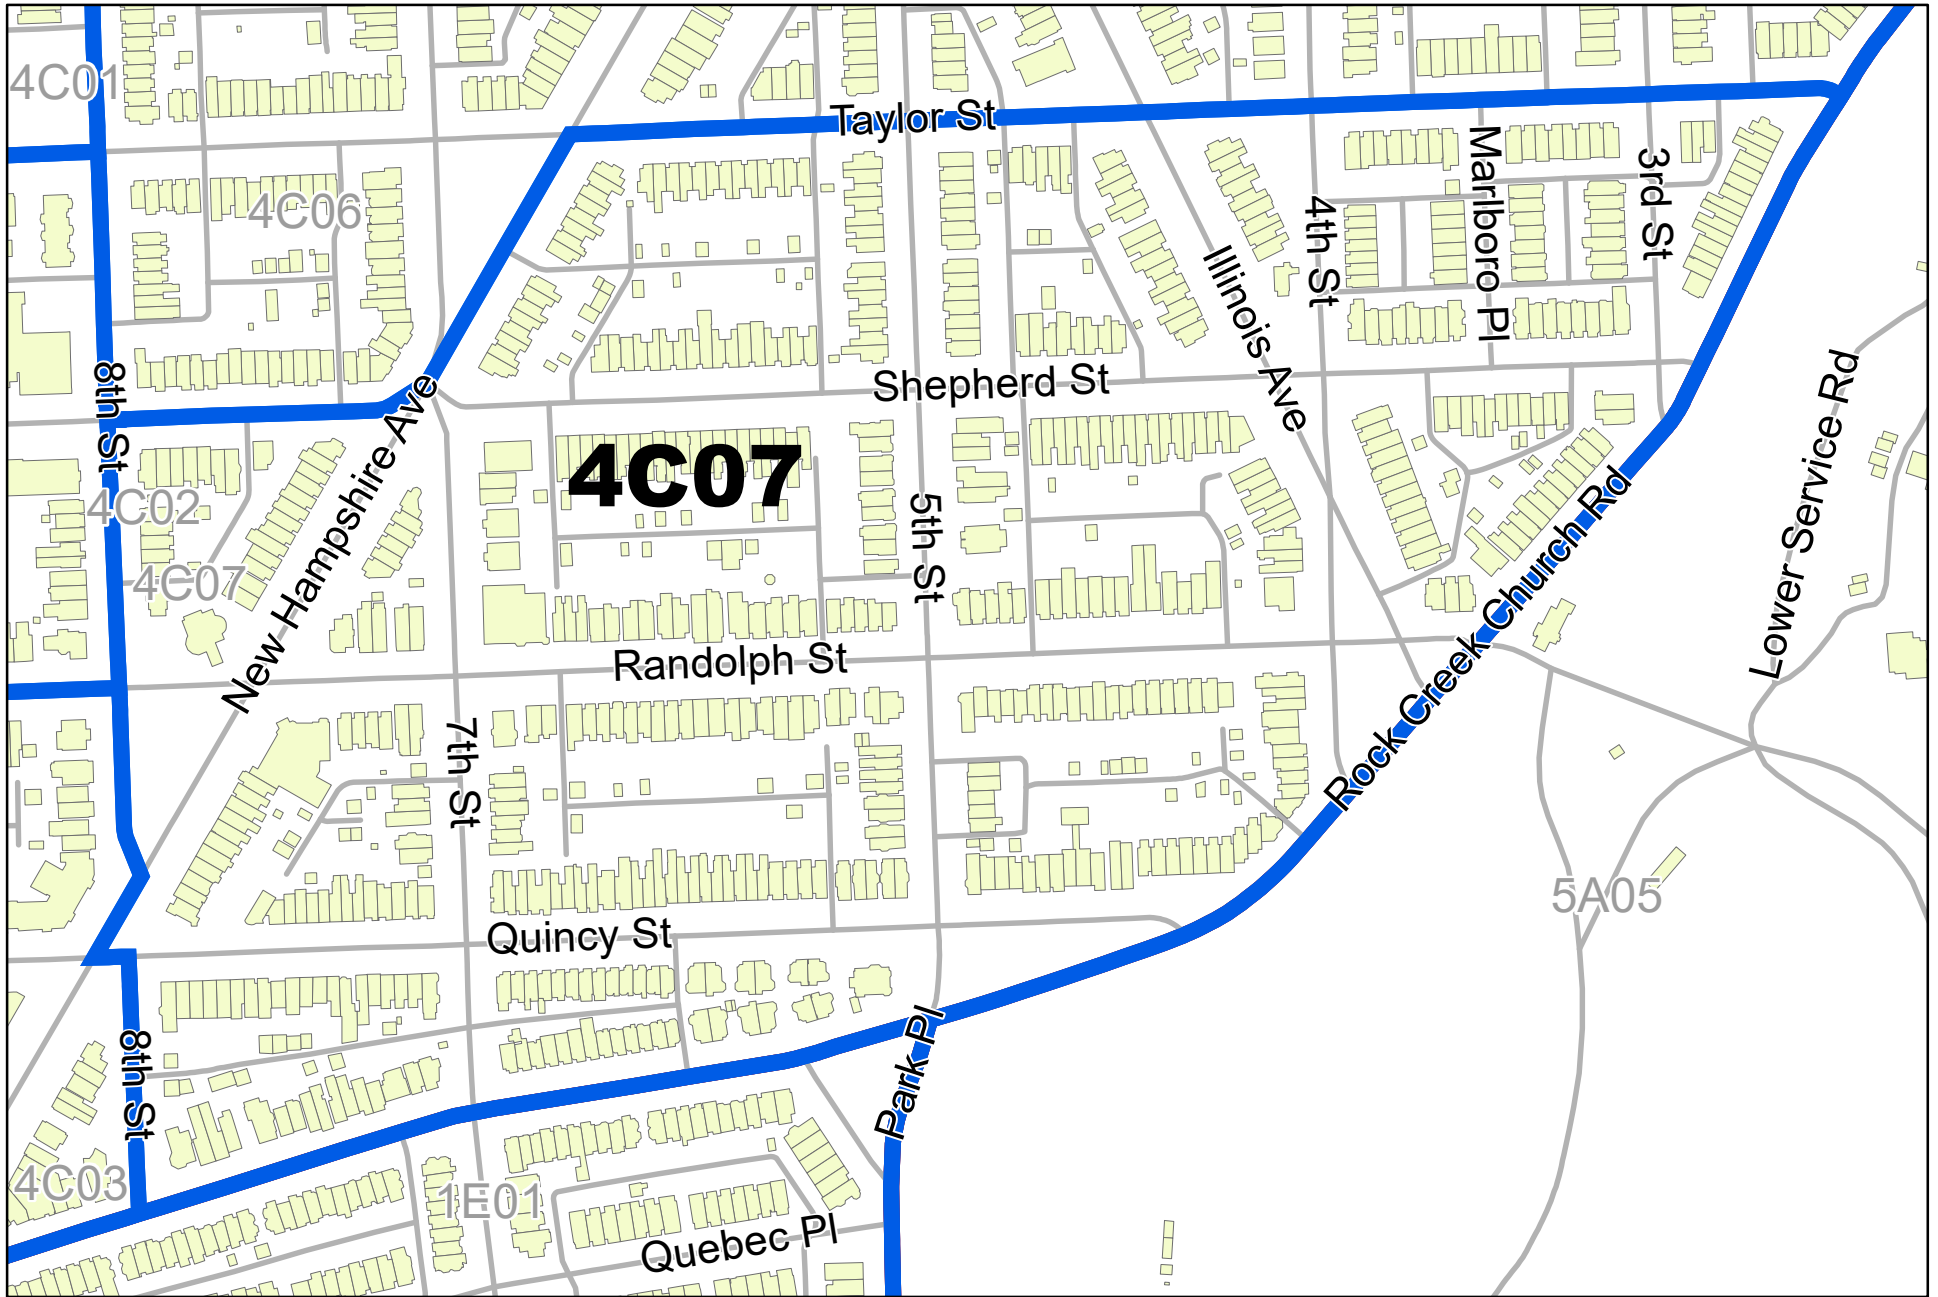 4C01
Taylor St
Marlboro Pl
3rd St
4C06
4th St
Illinois Ave
8th St
Shepherd St
New Hampshire Ave
4C07
Lower Service Rd
4C02
5th St
Rock Creek Church Rd
4C07
Randolph St
7th St
5A05
Quincy St
8th St
Park Pl
4C03
1E01
Quebec Pl